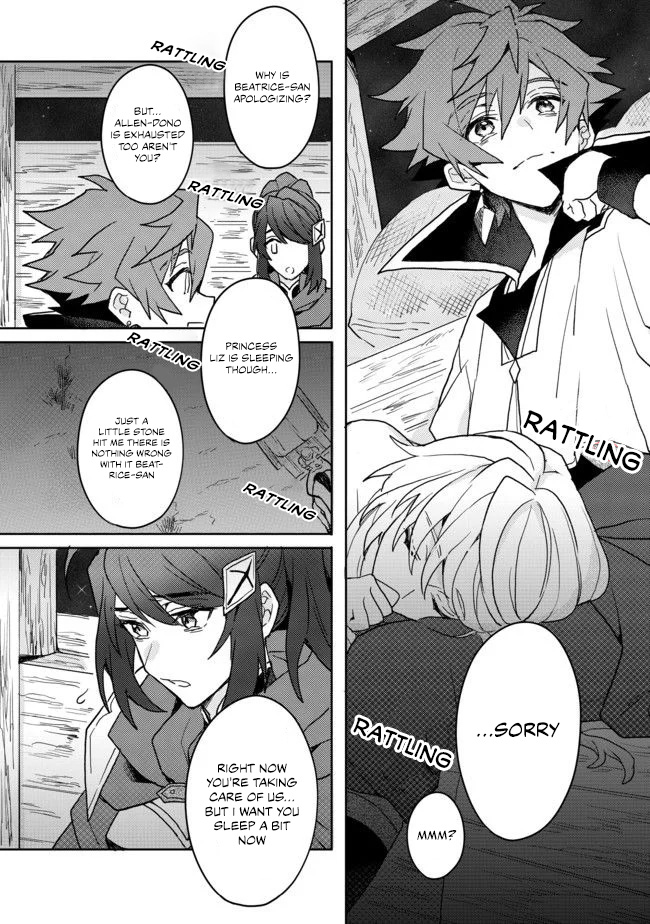 RATTLING
...SORRY
RATTLING
MMM?
WHY IS
BEATRICE-SAN
APOLOGIZING?
RATTLING
BUT...
ALLEN-DONO
IS EXHAUSTED
TOO AREN'T
YOU?
RATTLING
PRINCESS
LIZ IS SLEEPING
THOUGH...
RATTLING
JUST A
LITTLE STONE
HIT ME THERE IS
NOTHING WRONG
WITH IT BEAT-
RICE-SAN
RATTLING
RIGHT NOW
YOU'RE TAKING
CARE OF US...
BUT I WANT YOU
SLEEP A BIT
NOW